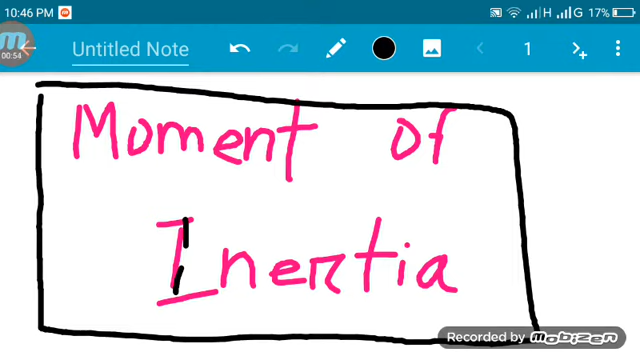 10:46 PM H G 17%
00:54 Untitled Note 1
Moment of
Inertia
Recorded by mobizen